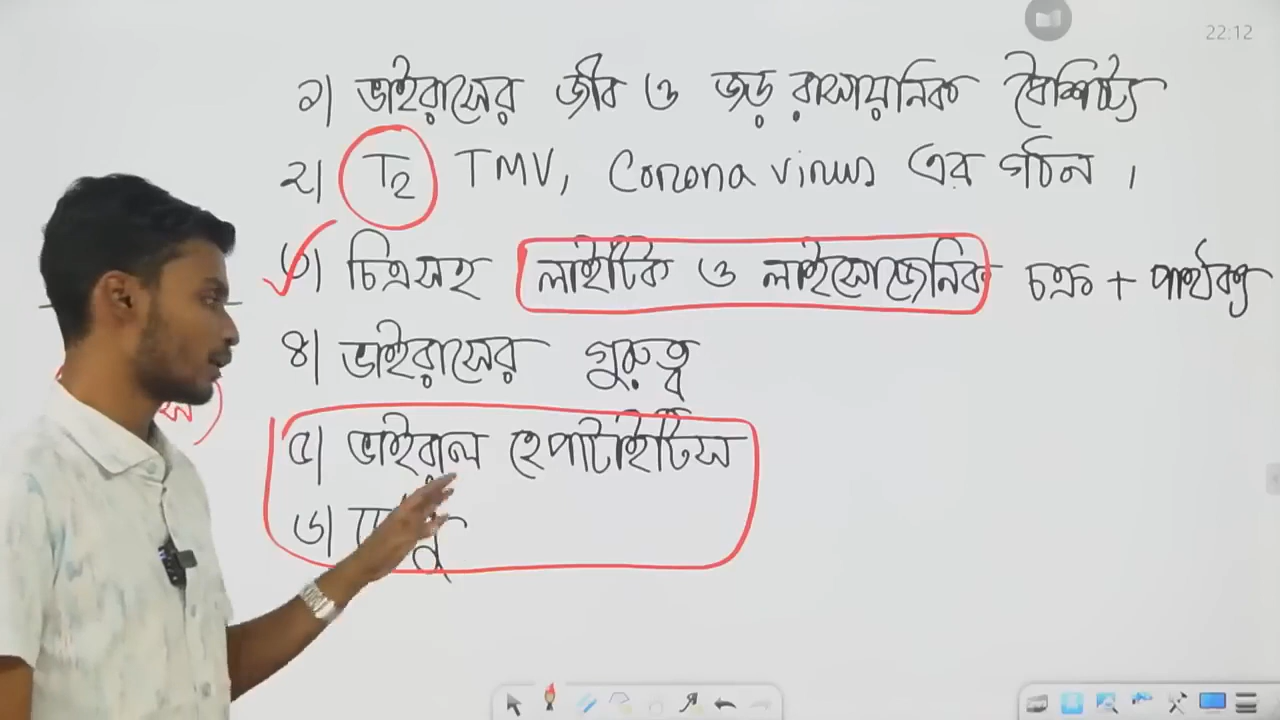 22:12
১) ভাইরাসের জীব ও জড় রাসায়নিক বৈশিষ্ট্য
২) T2 TMV, Corona virus এর গঠন ।
৩) চিত্রসহ লাইটিক ও লাইসোজেনিক চক্র + পার্থক্য
৪) ভাইরাসের গুরুত্ব
৫) ভাইরাল হেপাটাইটিস
৬)